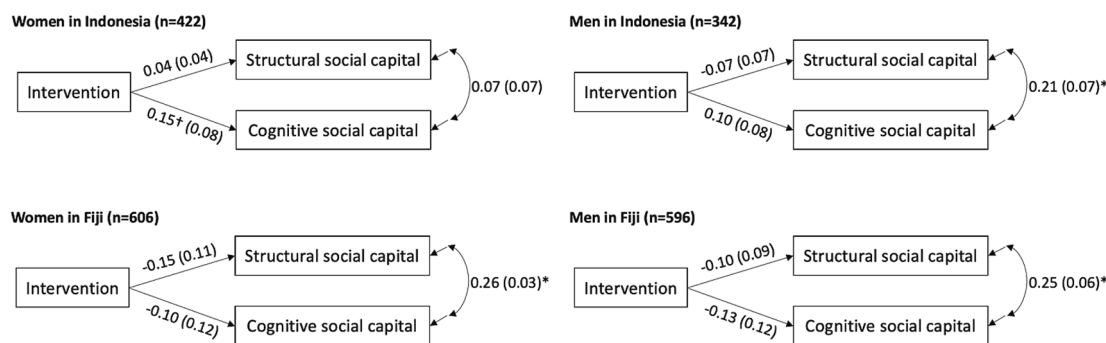 Women in Indonesia (n=422)
Intervention
0.04 (0.04)
0.15† (0.08)
Structural social capital
Cognitive social capital
0.07 (0.07)
Men in Indonesia (n=342)
Intervention
-0.07 (0.07)
0.10 (0.08)
Structural social capital
Cognitive social capital
0.21 (0.07)*
Women in Fiji (n=606)
Intervention
-0.15 (0.11)
-0.10 (0.12)
Structural social capital
Cognitive social capital
0.26 (0.03)*
Men in Fiji (n=596)
Intervention
-0.10 (0.09)
-0.13 (0.12)
Structural social capital
Cognitive social capital
0.25 (0.06)*